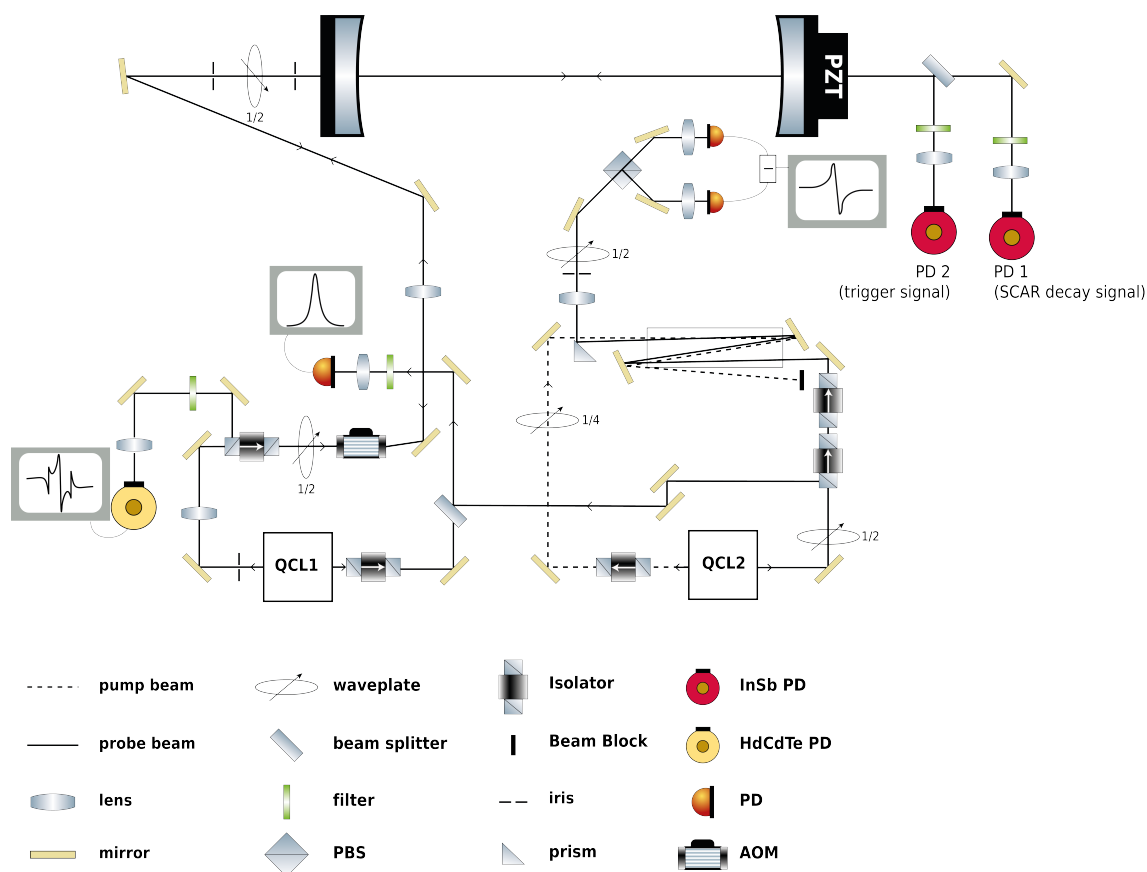 PZT
1/2
1/2
PD 2
(trigger signal)
PD 1
(SCAR decay signal)
1/4
1/2
1/2
QCL1
QCL2
pump beam
waveplate
Isolator
InSb PD
probe beam
beam splitter
Beam Block
HdCdTe PD
lens
filter
iris
PD
mirror
PBS
prism
AOM